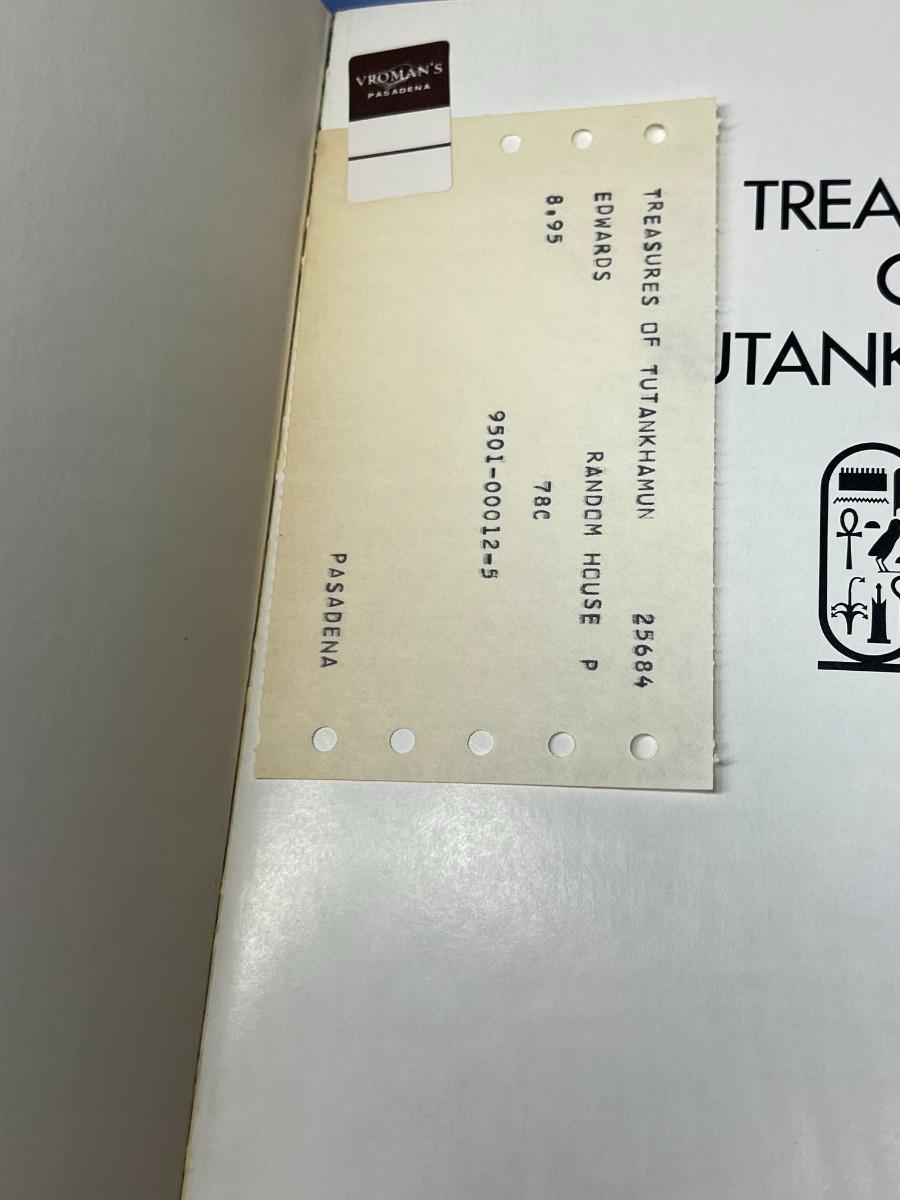 VROMAN'S
PASADENA
TREASURES OF TUTANKHAMUN 25684
EDWARDS RANDOM HOUSE P
8.95 78C
9501-00012-5
PASADENA
TREA
UTANK